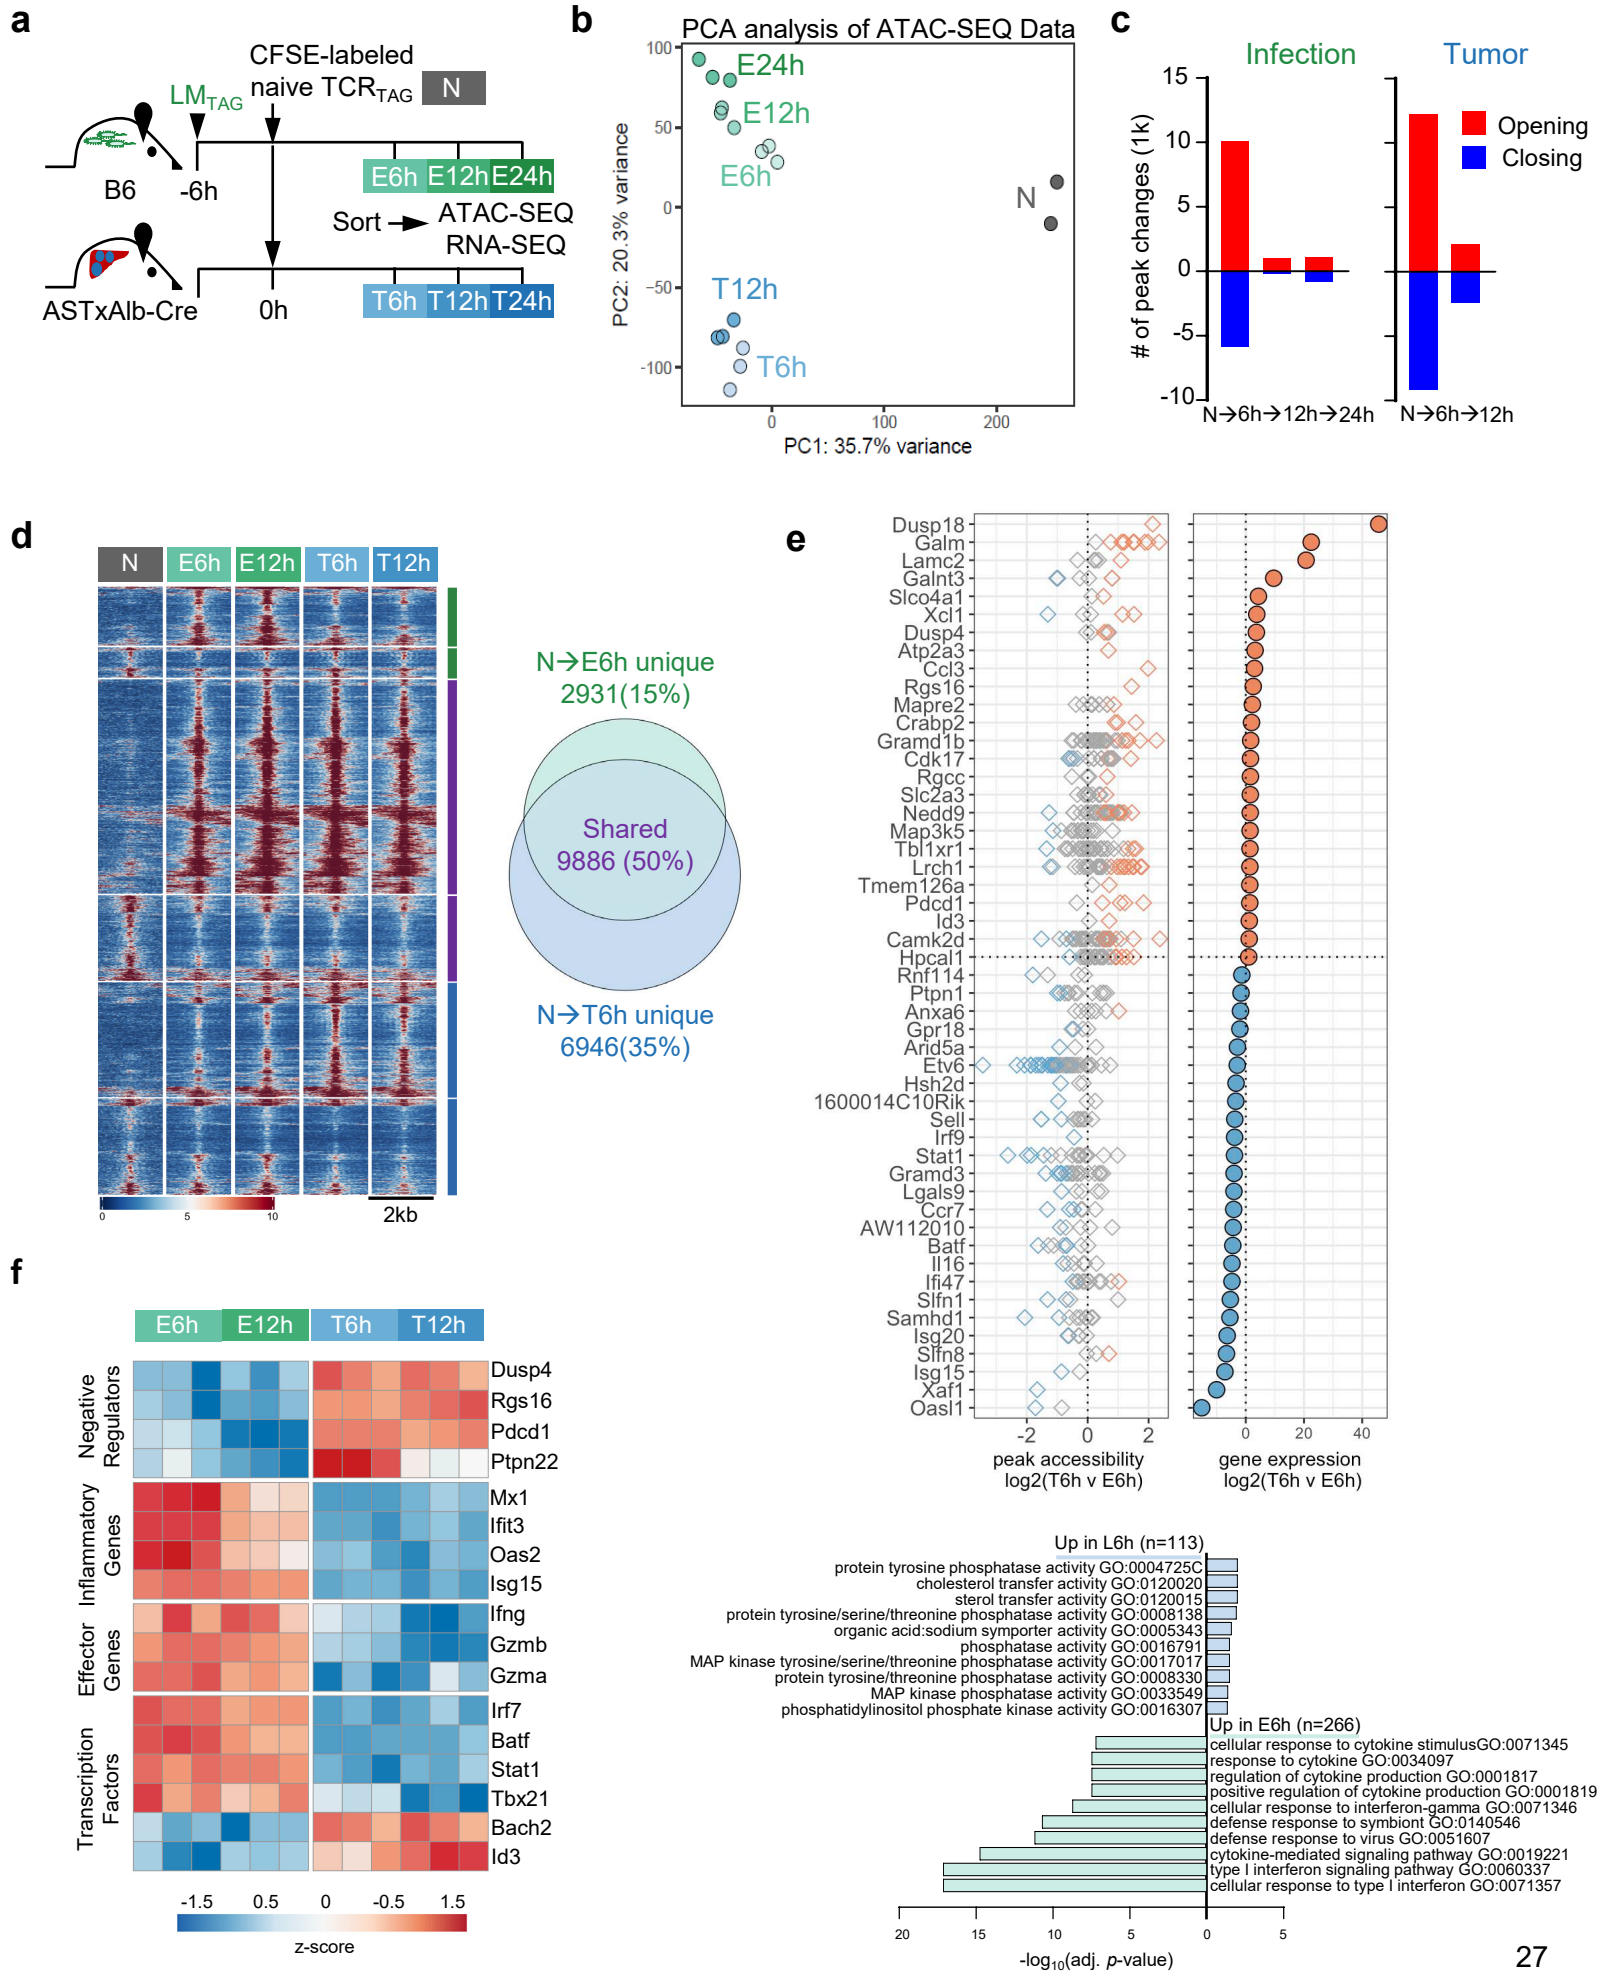 a
CFSE-labeled
naive TCRTAG
N
LMTAG
B6
-6h
E6h E12h E24h
Sort
ATAC-SEQ
RNA-SEQ
ASTxAlb-Cre
0h
T6h T12h T24h
b
PCA analysis of ATAC-SEQ Data
100
50
0
-50
-100
PC2: 20.3% variance
E24h
E12h
E6h
N
T12h
T6h
0 100 200
PC1: 35.7% variance
c
Infection
Tumor
15
10
5
0
-5
-10
# of peak changes (1k)
Opening
Closing
N→6h→12h→24h
N→6h→12h
d
N E6h E12h T6h T12h
0 5 10
2kb
N→E6h unique
2931(15%)
Shared
9886 (50%)
N→T6h unique
6946(35%)
e
Dusp18
Galm
Lamc2
Galnt3
Slco4a1
Xcl1
Dusp4
Atp2a3
Ccl3
Rgs16
Mapre2
Crabp2
Gramd1b
Cdk17
Rgcc
Slc2a3
Nedd9
Map3k5
Tbl1xr1
Lrch1
Tmem126a
Pdcd1
Id3
Camk2d
Hpcal1
Rnf114
Ptpn1
Anxa6
Gpr18
Arid5a
Etv6
Hsh2d
1600014C10Rik
Sell
Irf9
Stat1
Gramd3
Lgals9
Ccr7
AW112010
Batf
Il16
Ifi47
Slfn1
Samhd1
Isg20
Slfn8
Isg15
Xaf1
Oasl1
-2 0 2
peak accessibility
log2(T6h v E6h)
0 20 40
gene expression
log2(T6h v E6h)
f
E6h E12h T6h T12h
Negative
Regulators
Dusp4
Rgs16
Pdcd1
Ptpn22
Inflammatory
Genes
Mx1
Ifit3
Oas2
Isg15
Effector
Genes
Ifng
Gzmb
Gzma
Transcription
Factors
Irf7
Batf
Stat1
Tbx21
Bach2
Id3
-1.5 0.5 0 -0.5 1.5
z-score
Up in L6h (n=113)
protein tyrosine phosphatase activity GO:0004725C
cholesterol transfer activity GO:0120020
sterol transfer activity GO:0120015
protein tyrosine/serine/threonine phosphatase activity GO:0008138
organic acid:sodium symporter activity GO:0005343
phosphatase activity GO:0016791
MAP kinase tyrosine/serine/threonine phosphatase activity GO:0017017
protein tyrosine/threonine phosphatase activity GO:0008330
MAP kinase phosphatase activity GO:0033549
phosphatidylinositol phosphate kinase activity GO:0016307
Up in E6h (n=266)
cellular response to cytokine stimulusGO:0071345
response to cytokine GO:0034097
regulation of cytokine production GO:0001817
positive regulation of cytokine production GO:0001819
cellular response to interferon-gamma GO:0071346
defense response to symbiont GO:0140546
defense response to virus GO:0051607
cytokine-mediated signaling pathway GO:0019221
type I interferon signaling pathway GO:0060337
cellular response to type I interferon GO:0071357
20 15 10 5 0 5
-log10(adj. p-value)
27